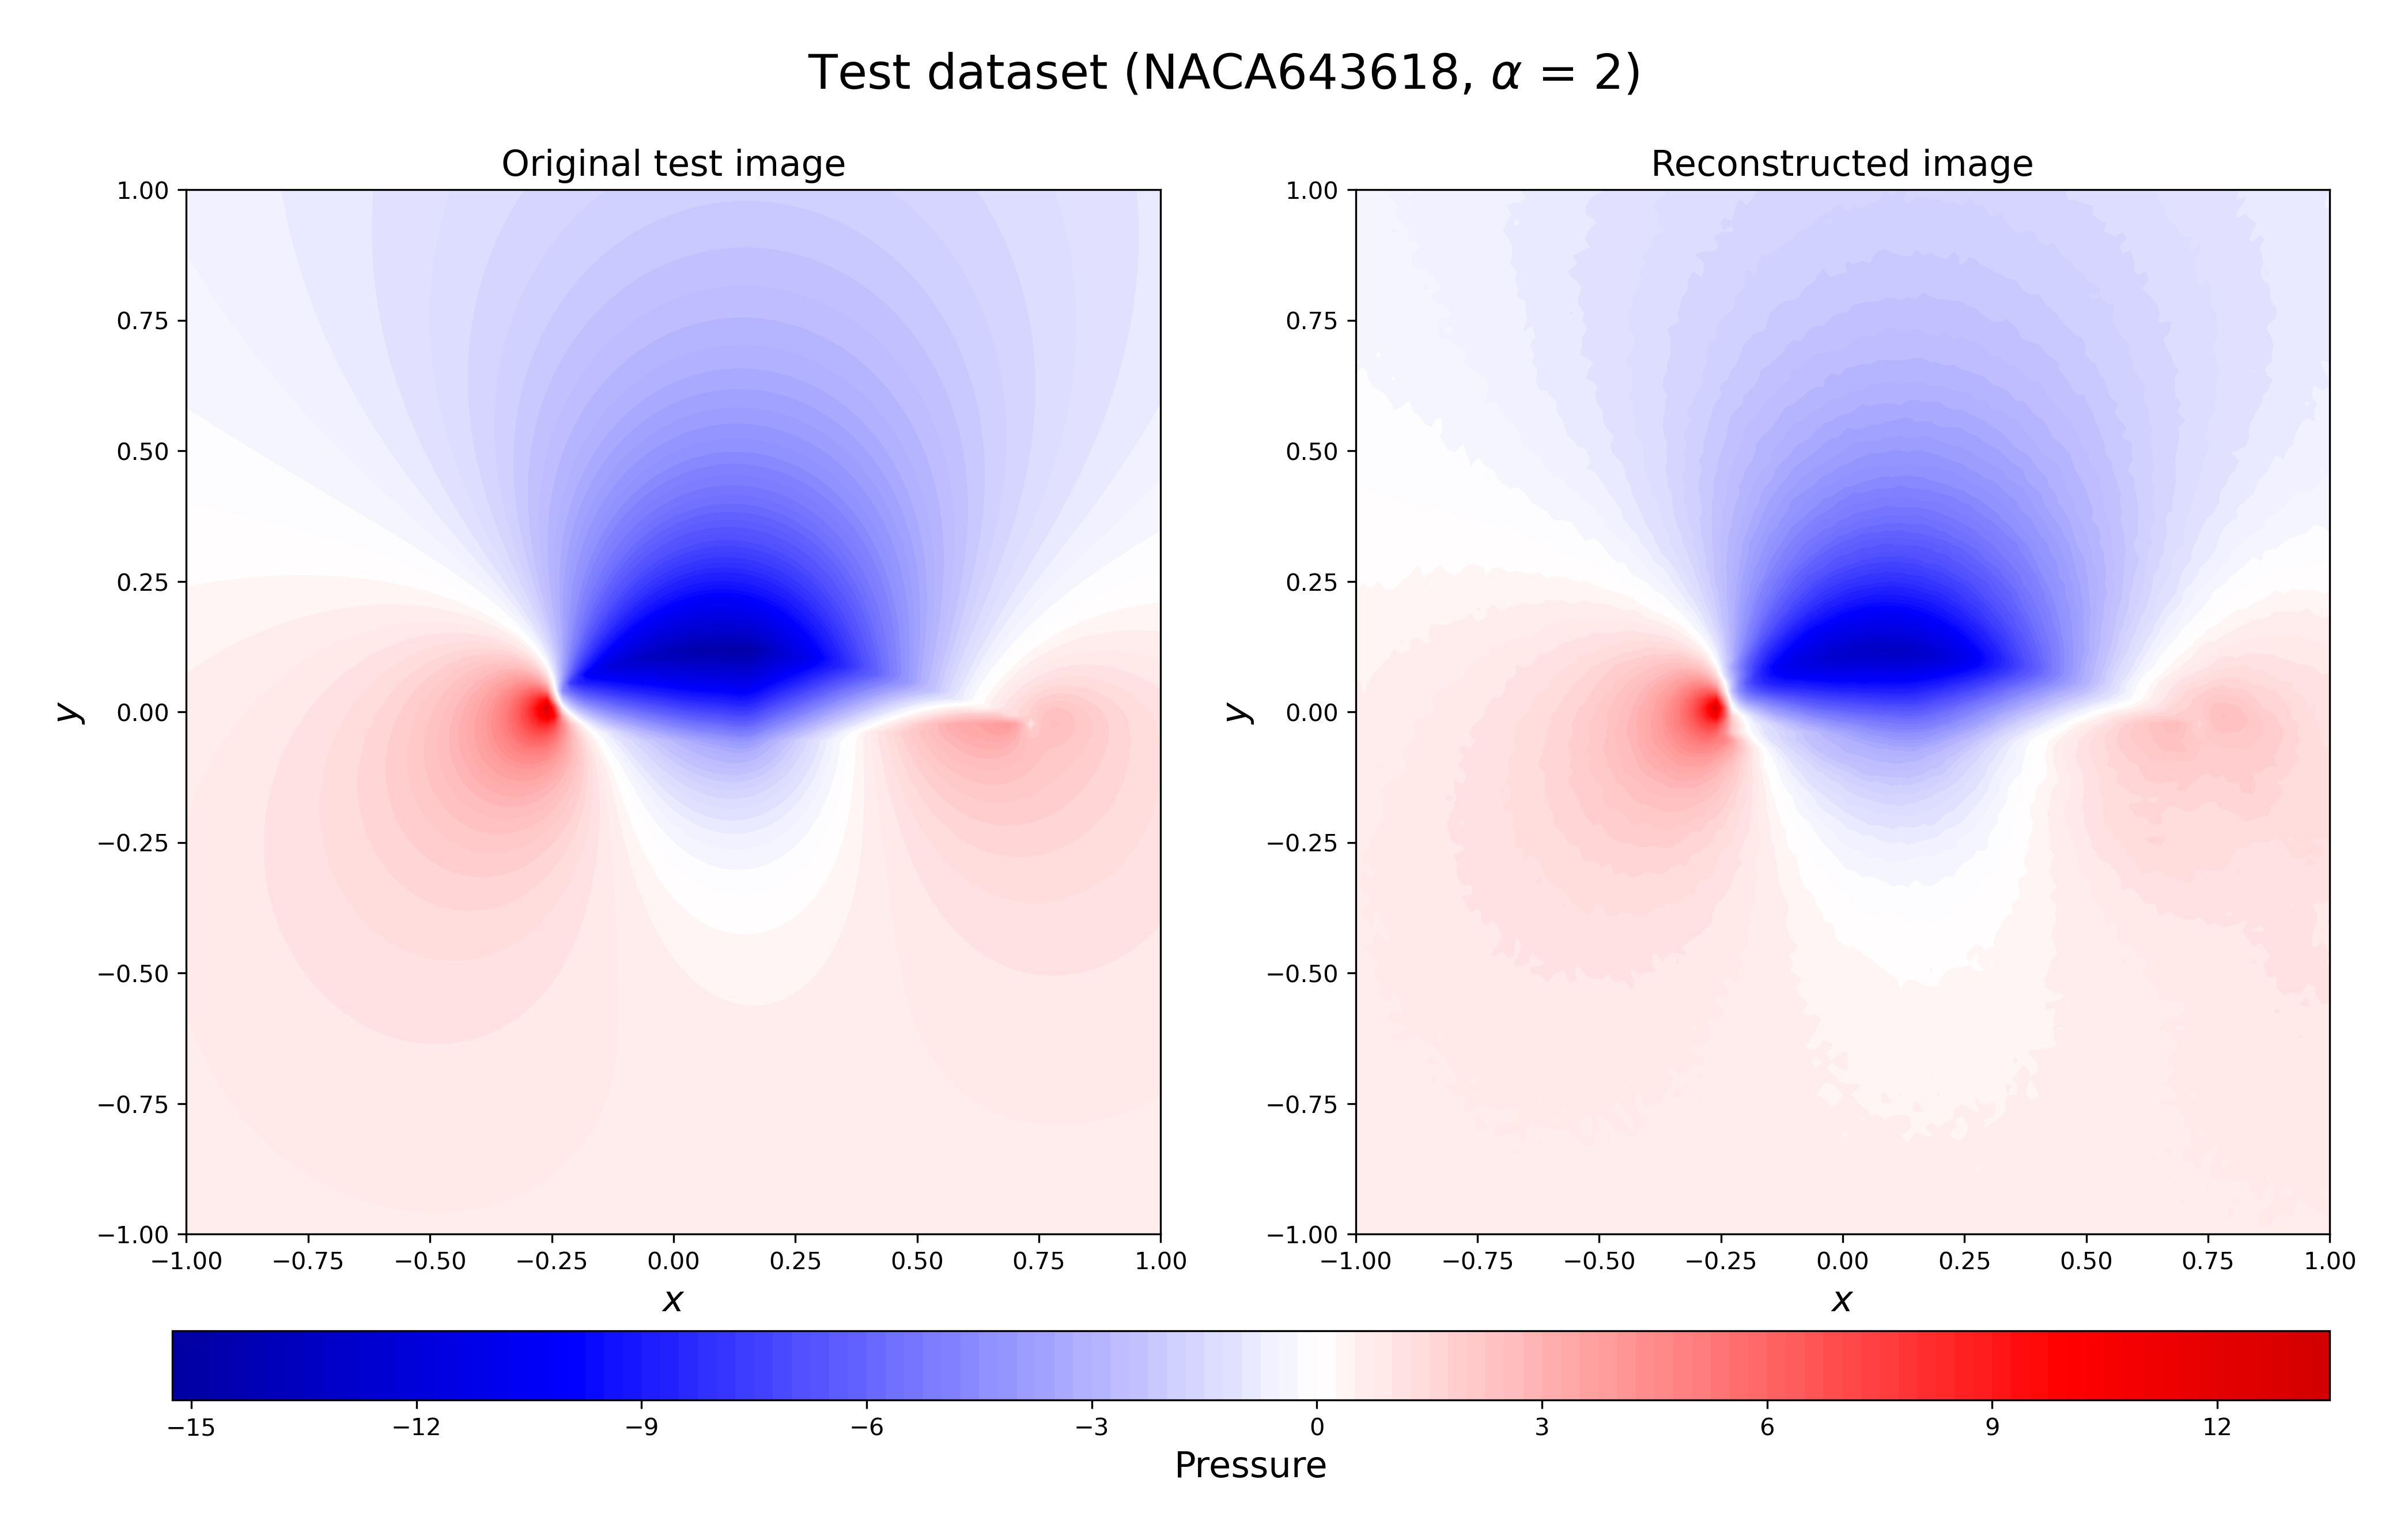 Test dataset (NACA643618, α = 2)
Original test image
Reconstructed image
1.00
0.75
0.50
0.25
0.00
−0.25
−0.50
−0.75
−1.00
y
−1.00 −0.75 −0.50 −0.25 0.00 0.25 0.50 0.75 1.00
x
1.00
0.75
0.50
0.25
0.00
−0.25
−0.50
−0.75
−1.00
y
−1.00 −0.75 −0.50 −0.25 0.00 0.25 0.50 0.75 1.00
x
−15 −12 −9 −6 −3 0 3 6 9 12
Pressure